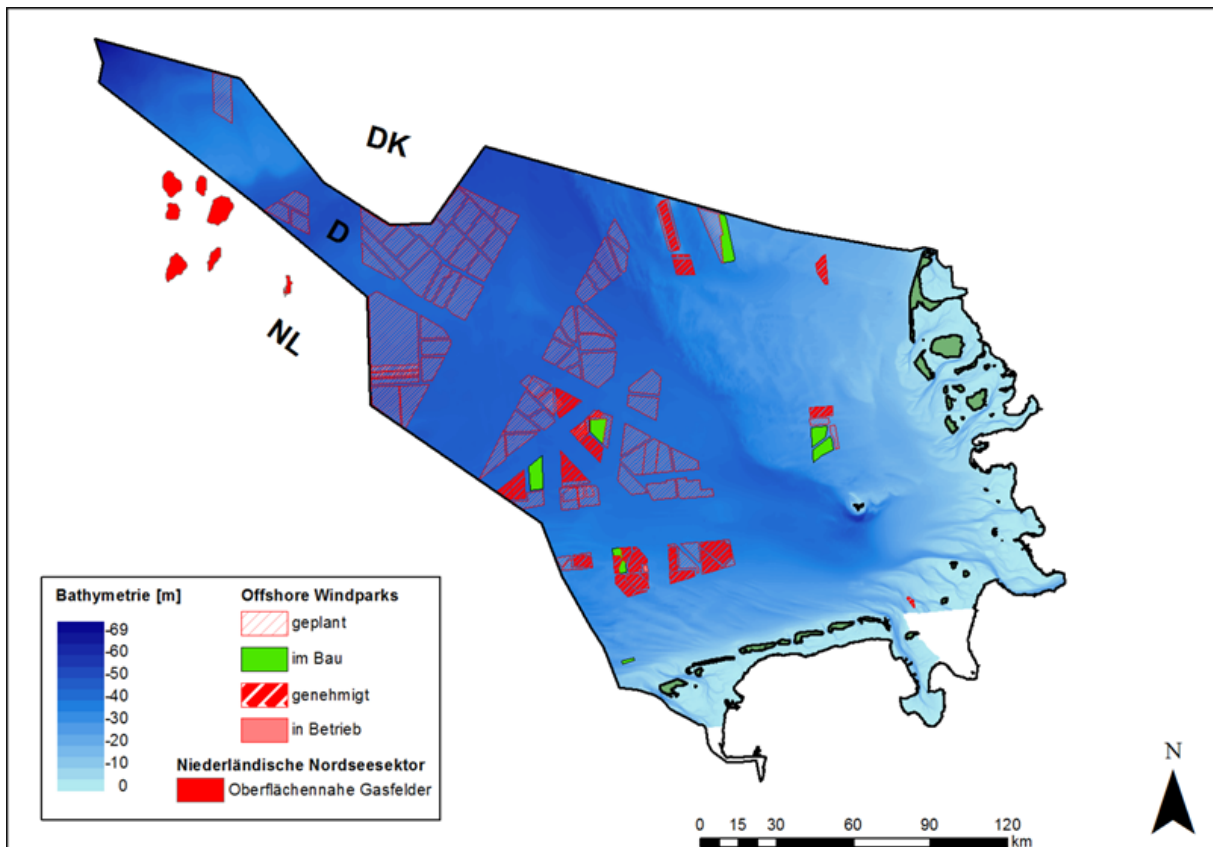 DK
D
NL
Bathymetrie [m]
-69
-60
-50
-40
-30
-20
-10
0
Offshore Windparks
geplant
im Bau
genehmigt
in Betrieb
Niederländische Nordseesektor
Oberflächennahe Gasfelder
N
0 15 30 60 90 120
km